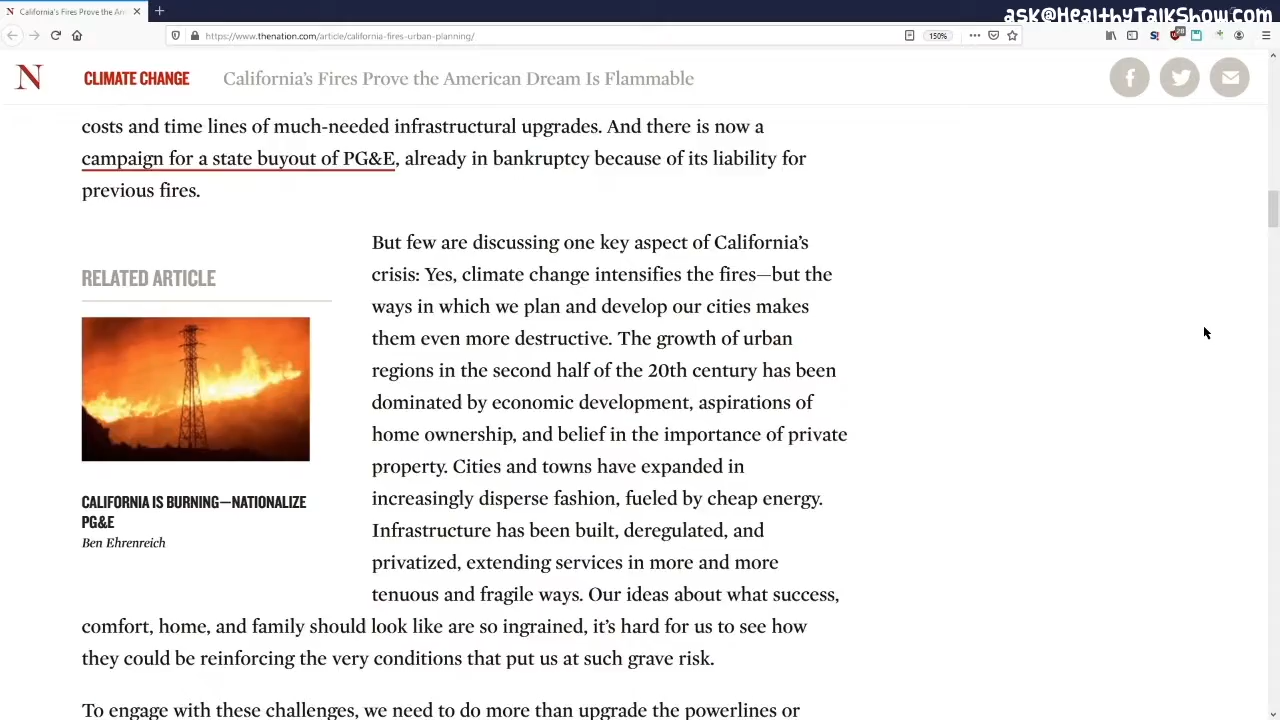 California's Fires Prove the Am
ask@HealthyTalkShow.com
https://www.thenation.com/article/california-fires-urban-planning/
150%
28
N
CLIMATE CHANGE
California's Fires Prove the American Dream Is Flammable
costs and time lines of much-needed infrastructural upgrades. And there is now a
campaign for a state buyout of PG&E, already in bankruptcy because of its liability for
previous fires.
RELATED ARTICLE
CALIFORNIA IS BURNING—NATIONALIZE
PG&E
Ben Ehrenreich
But few are discussing one key aspect of California's
crisis: Yes, climate change intensifies the fires—but the
ways in which we plan and develop our cities makes
them even more destructive. The growth of urban
regions in the second half of the 20th century has been
dominated by economic development, aspirations of
home ownership, and belief in the importance of private
property. Cities and towns have expanded in
increasingly disperse fashion, fueled by cheap energy.
Infrastructure has been built, deregulated, and
privatized, extending services in more and more
tenuous and fragile ways. Our ideas about what success,
comfort, home, and family should look like are so ingrained, it's hard for us to see how
they could be reinforcing the very conditions that put us at such grave risk.
To engage with these challenges, we need to do more than upgrade the powerlines or